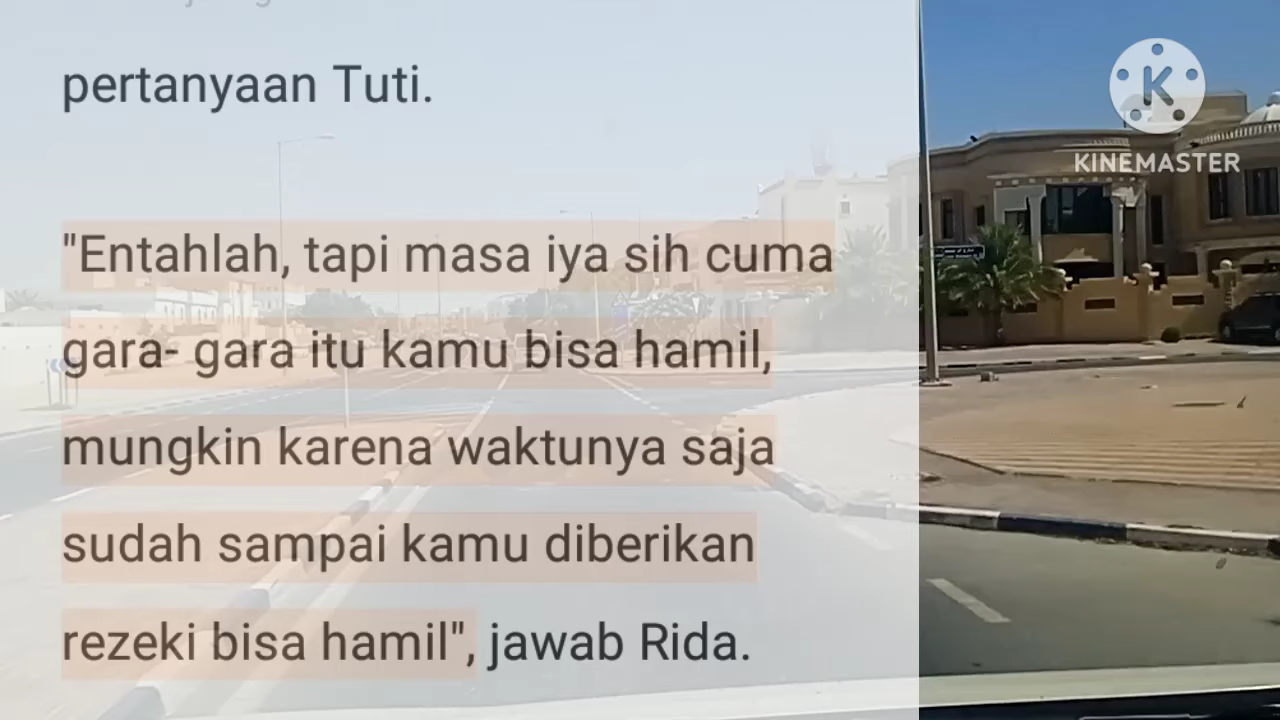 pertanyaan Tuti.
"Entahlah, tapi masa iya sih cuma
gara- gara itu kamu bisa hamil,
mungkin karena waktunya saja
sudah sampai kamu diberikan
rezeki bisa hamil", jawab Rida.
KINEMASTER